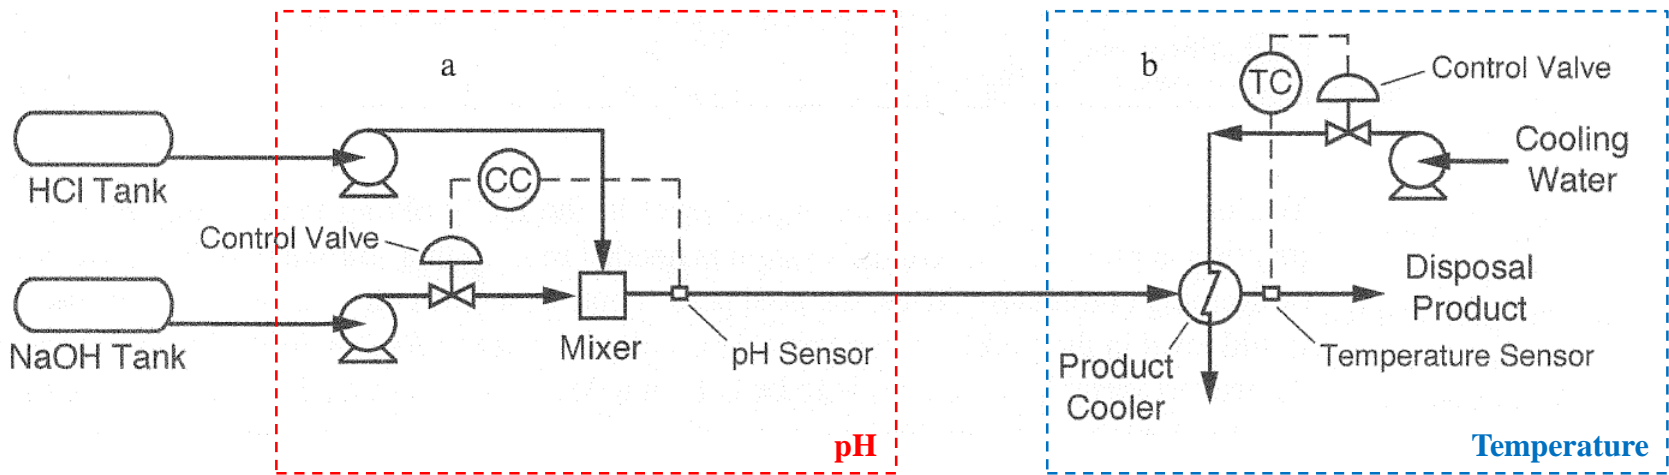 a
b
TC
Control Valve
HCl Tank
CC
Cooling
Water
Control Valve
NaOH Tank
Mixer
pH Sensor
Disposal
Product
Product
Cooler
Temperature Sensor
pH
Temperature